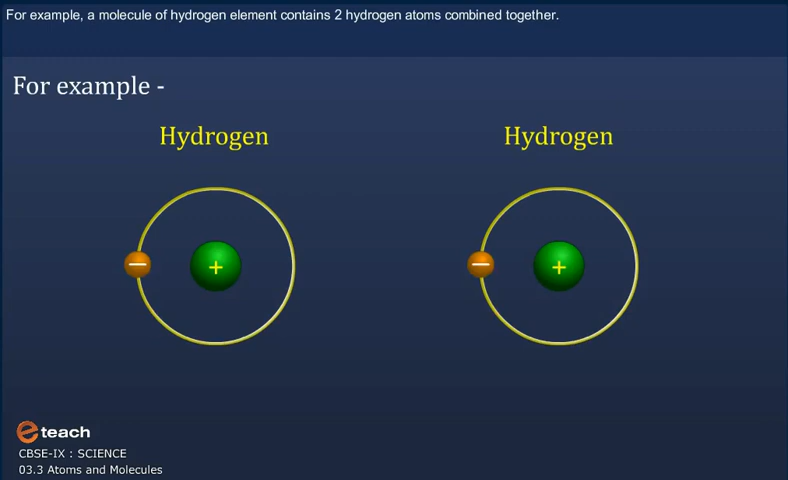 For example, a molecule of hydrogen element contains 2 hydrogen atoms combined together.
For example -
Hydrogen Hydrogen
− + − +
e teach
CBSE-IX : SCIENCE
03.3 Atoms and Molecules